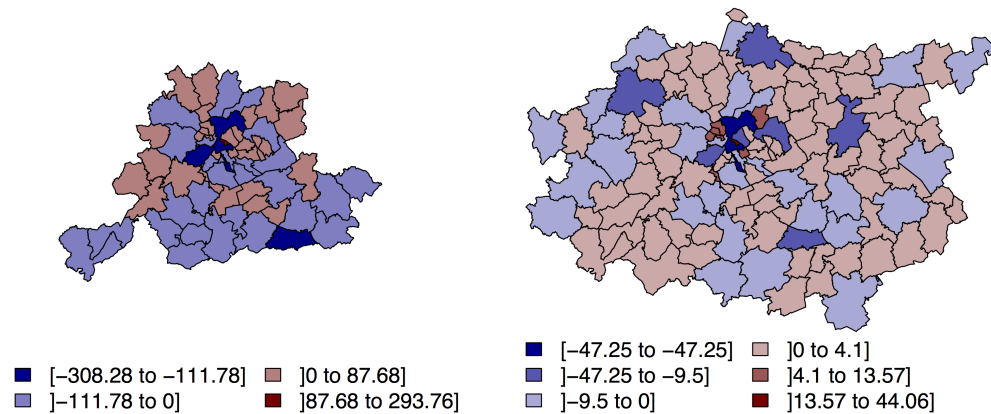 [−308.28 to −111.78]
]−111.78 to 0]
]0 to 87.68]
]87.68 to 293.76]
[−47.25 to −47.25]
]−47.25 to −9.5]
]−9.5 to 0]
]0 to 4.1]
]4.1 to 13.57]
]13.57 to 44.06]